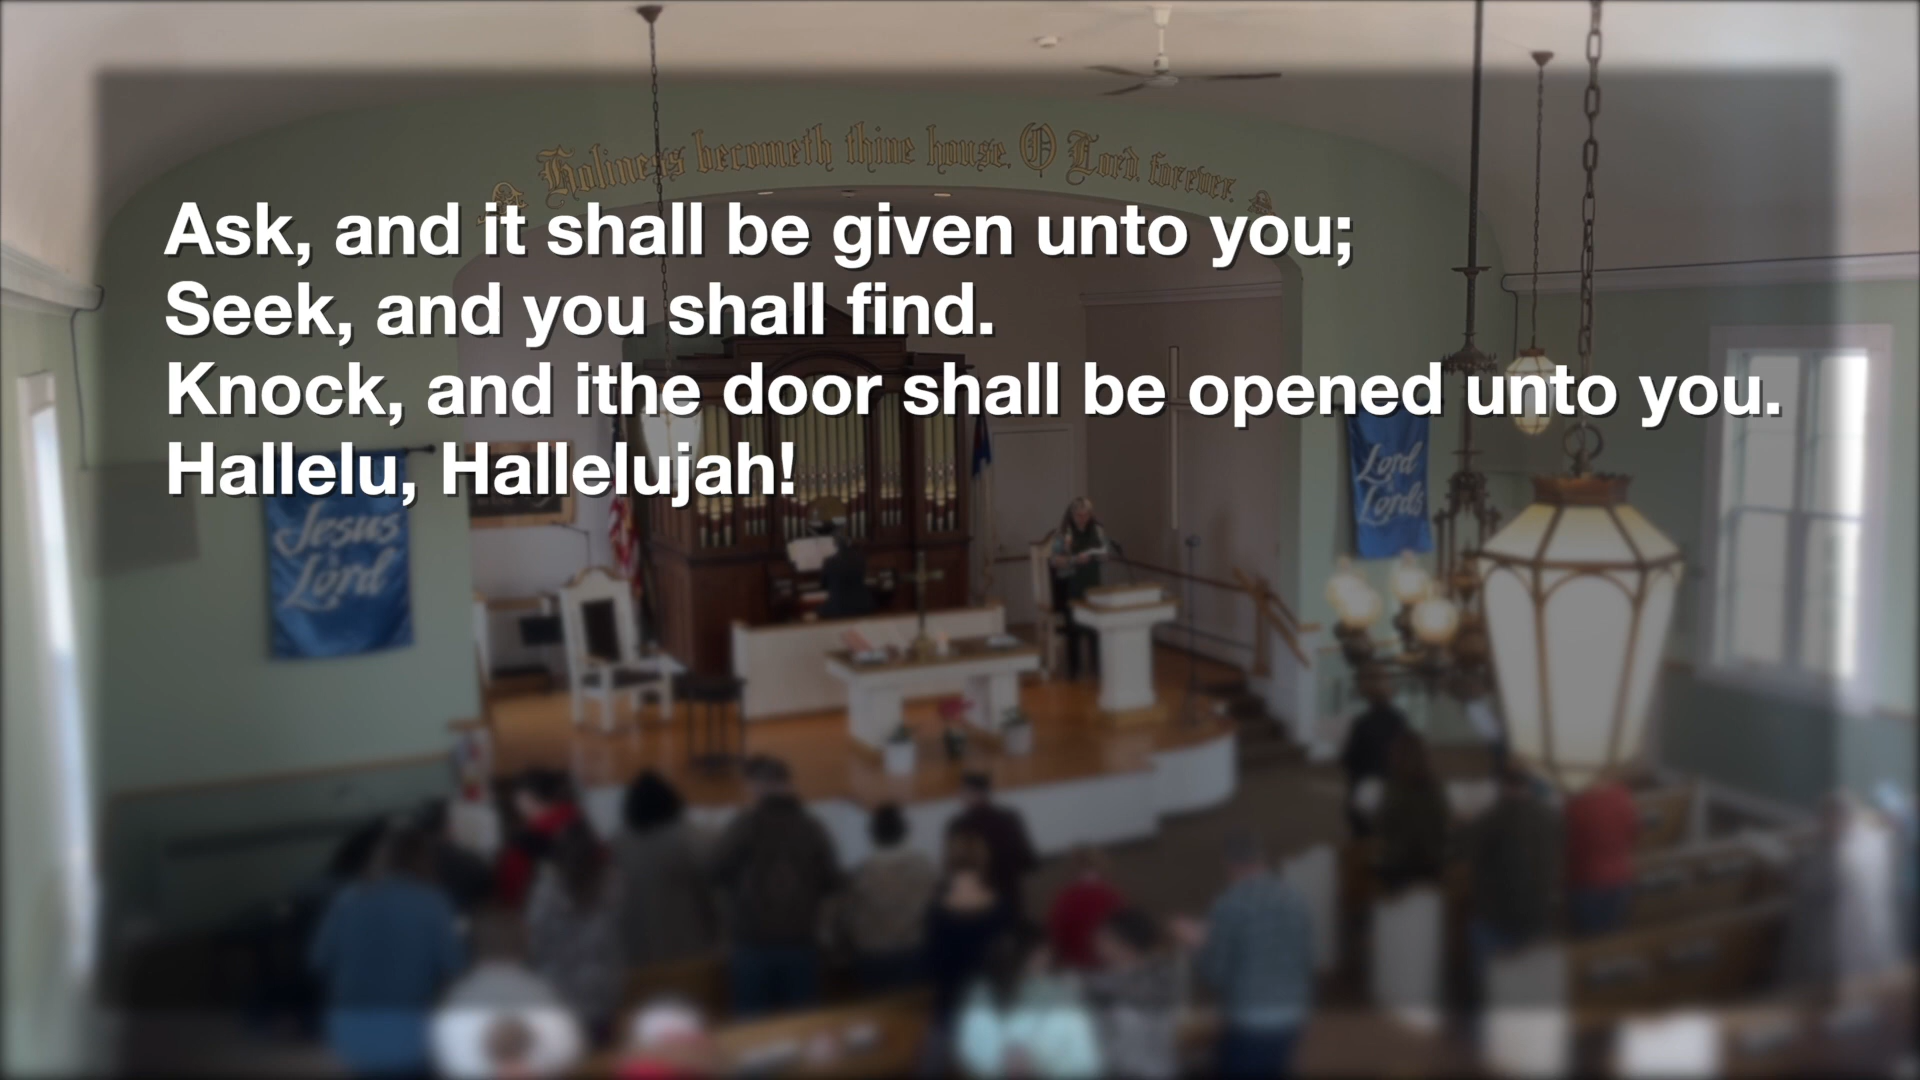 Holiness becometh thine house, O Lord forever.
Ask, and it shall be given unto you;
Seek, and you shall find.
Knock, and ithe door shall be opened unto you.
Hallelu, Hallelujah!
Jesus
Lord
Lord
Lords